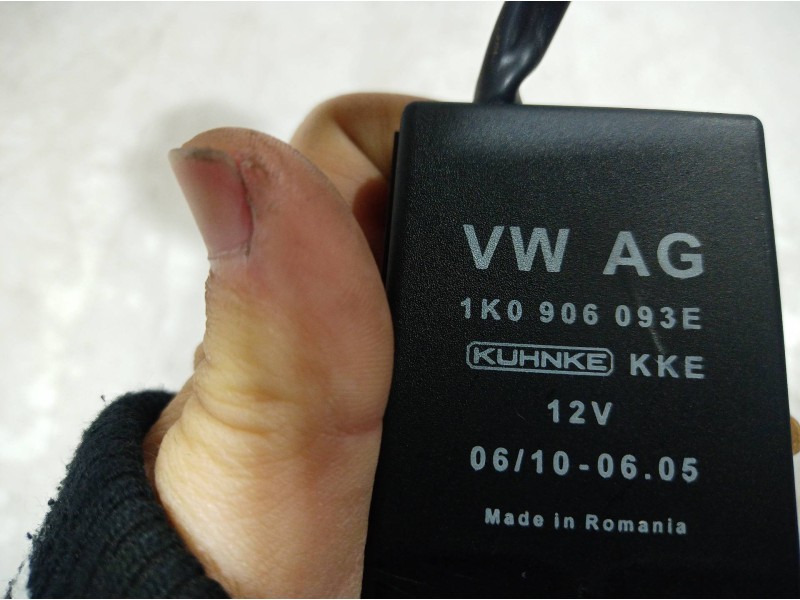 VW AG
1K0 906 093E
KUHNKE KKE
12V
06/10-06.05
Made in Romania